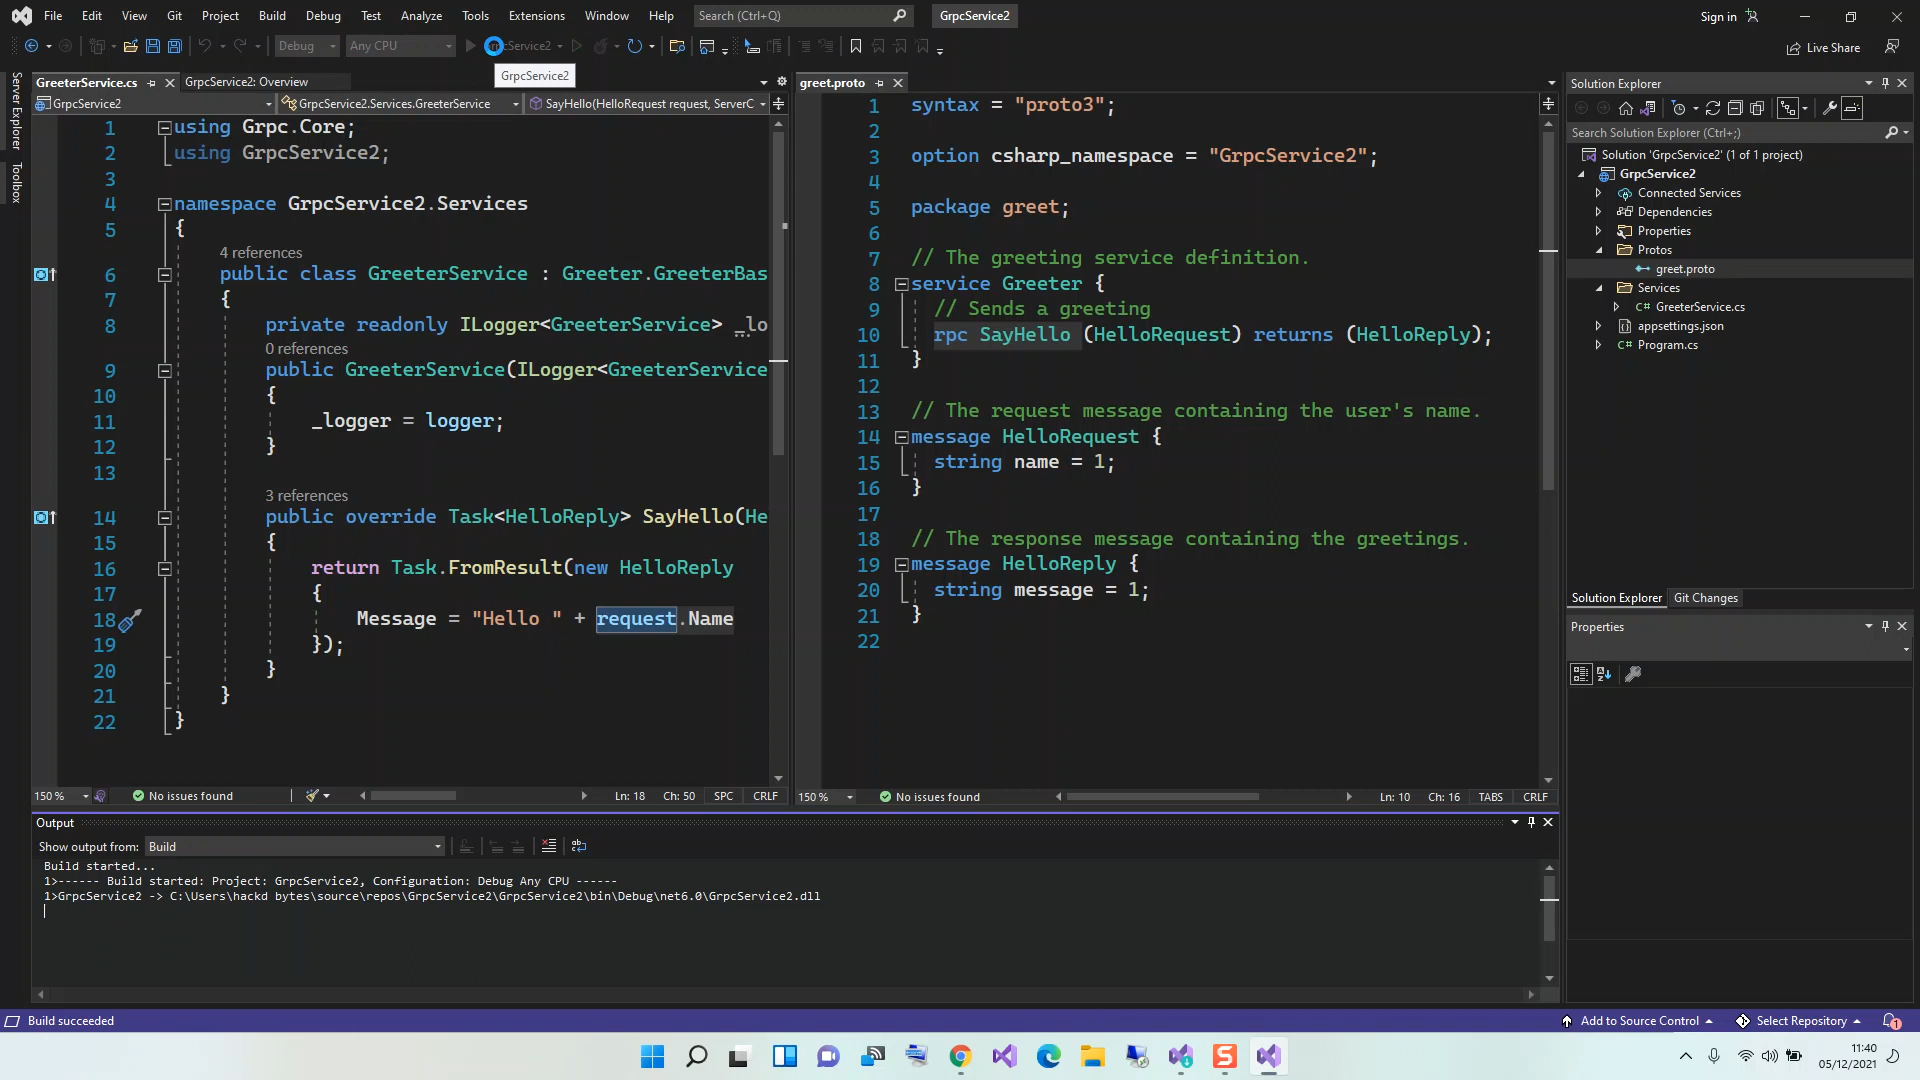 File Edit View Git Project Build Debug Test Analyze Tools Extensions Window Help Search (Ctrl+Q) GrpcService2 Sign in
Debug Any CPU Live Share
GrpcService2
Server Explorer
Toolbox
GreeterService.cs GrpcService2: Overview
GrpcService2 GrpcService2.Services.GreeterService SayHello(HelloRequest request, ServerC
1 using Grpc.Core;
2 using GrpcService2;
3
4 namespace GrpcService2.Services
5 {
4 references
6 public class GreeterService : Greeter.GreeterBas
7 {
8 private readonly ILogger<GreeterService> _lo
0 references
9 public GreeterService(ILogger<GreeterService
10 {
11 _logger = logger;
12 }
13
3 references
14 public override Task<HelloReply> SayHello(He
15 {
16 return Task.FromResult(new HelloReply
17 {
18 Message = "Hello " + request.Name
19 });
20 }
21 }
22 }
150 % No issues found Ln: 18 Ch: 50 SPC CRLF
greet.proto
1 syntax = "proto3";
2
3 option csharp_namespace = "GrpcService2";
4
5 package greet;
6
7 // The greeting service definition.
8 service Greeter {
9 // Sends a greeting
10 rpc SayHello (HelloRequest) returns (HelloReply);
11 }
12
13 // The request message containing the user's name.
14 message HelloRequest {
15 string name = 1;
16 }
17
18 // The response message containing the greetings.
19 message HelloReply {
20 string message = 1;
21 }
22
150 % No issues found Ln: 10 Ch: 16 TABS CRLF
Solution Explorer
Search Solution Explorer (Ctrl+;)
Solution 'GrpcService2' (1 of 1 project)
GrpcService2
Connected Services
Dependencies
Properties
Protos
greet.proto
Services
C# GreeterService.cs
appsettings.json
C# Program.cs
Solution Explorer Git Changes
Properties
Output
Show output from: Build
Build started...
1>------ Build started: Project: GrpcService2, Configuration: Debug Any CPU ------
1>GrpcService2 -> C:\Users\hackd bytes\source\repos\GrpcService2\GrpcService2\bin\Debug\net6.0\GrpcService2.dll
Build succeeded Add to Source Control Select Repository 1
11:40
05/12/2021